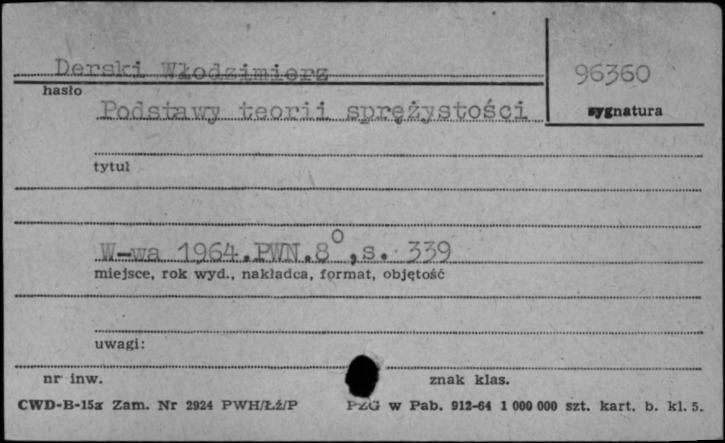 Derski Włodzimierz
96360
hasło
sygnatura
Podstawy teorii sprężystości
tytuł
W-wa 1964.PWN.8°,s. 339
miejsce, rok wyd., nakładca, format, objętość
uwagi:
nr inw.
znak klas.
CWD-B-15a Zam. Nr 2924 PWH/Łź/P PZG w Pab. 912-64 1 000 000 szt. kart. b. kl. 5.